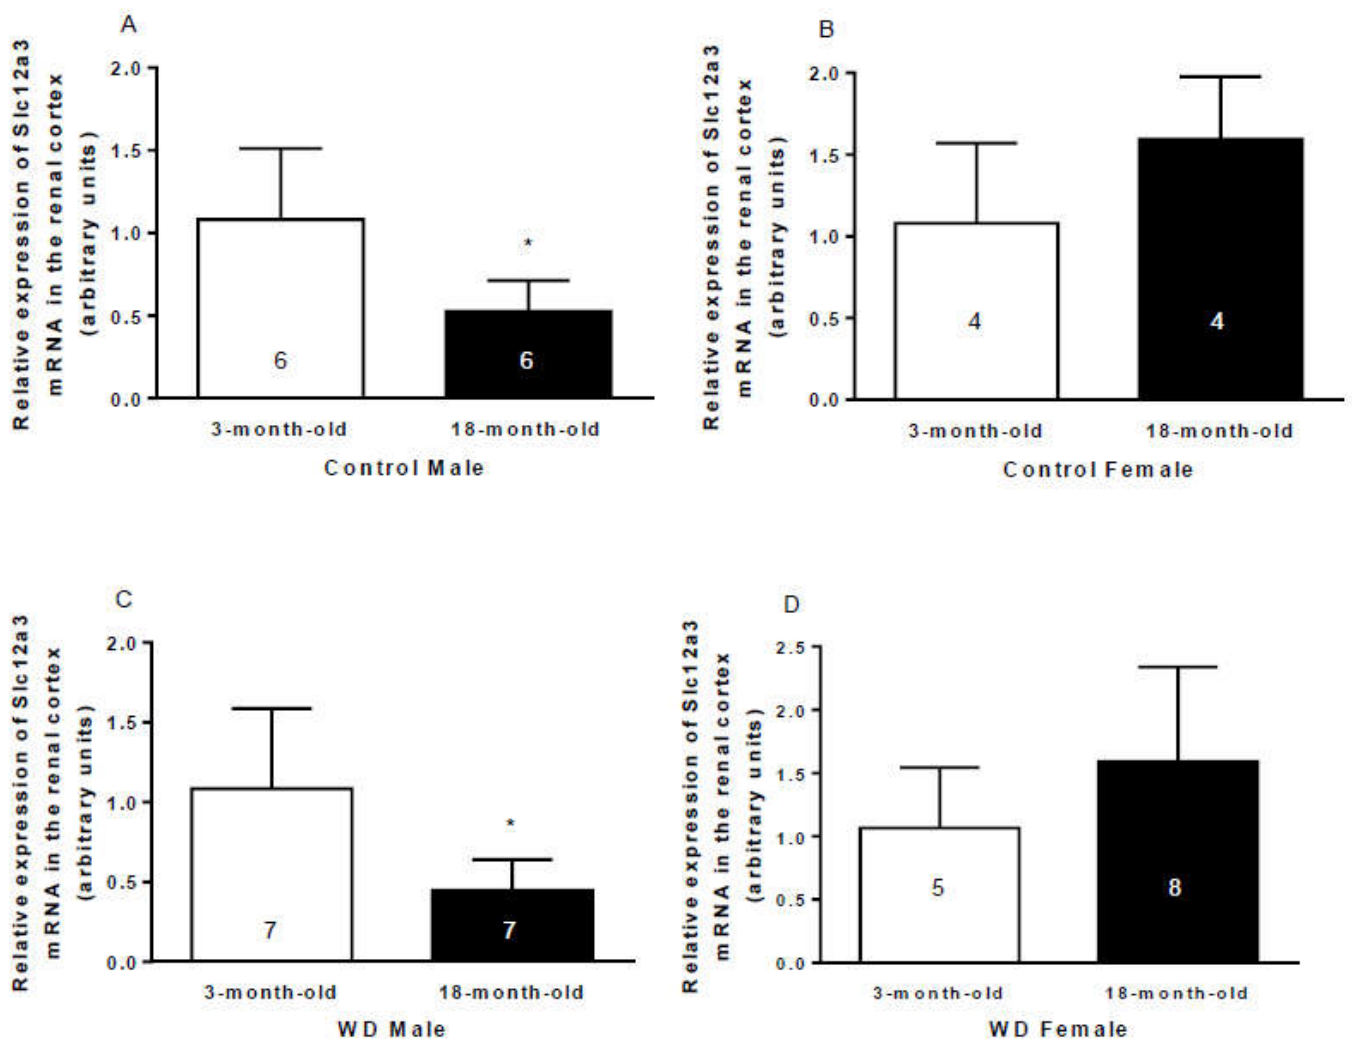 A
Relative expression of Slc12a3
mRNA in the renal cortex
(arbitrary units)
2.0
1.5
1.0
0.5
0.0
*
6
6
3-month-old
18-month-old
Control Male
B
Relative expression of Slc12a3
mRNA in the renal cortex
(arbitrary units)
2.0
1.5
1.0
0.5
0.0
4
4
3-month-old
18-month-old
Control Female
C
Relative expression of Slc12a3
mRNA in the renal cortex
(arbitrary units)
2.0
1.5
1.0
0.5
0.0
*
7
7
3-month-old
18-month-old
WD Male
D
Relative expression of Slc12a3
mRNA in the renal cortex
(arbitrary units)
2.5
2.0
1.5
1.0
0.5
0.0
5
8
3-month-old
18-month-old
WD Female